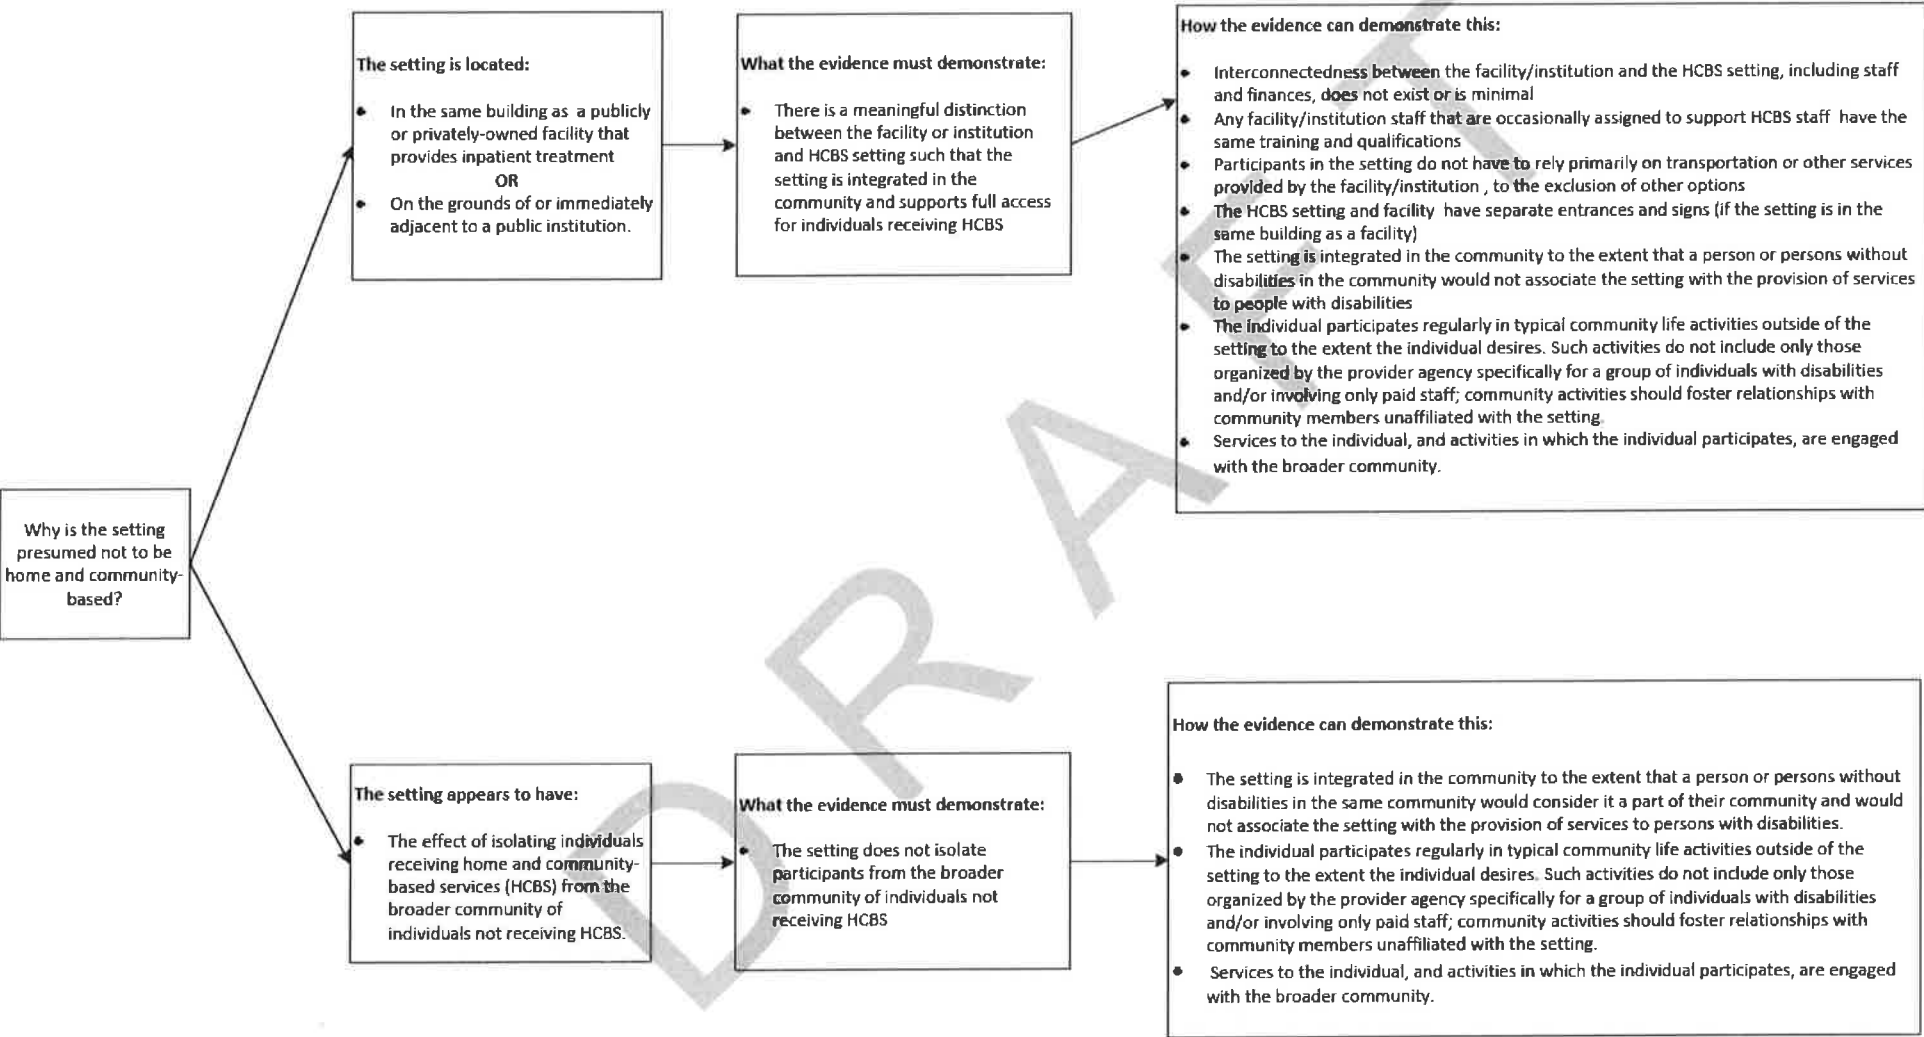 Why is the setting
presumed not to be
home and community-
based?
The setting is located:
• In the same building as a publicly
or privately-owned facility that
provides inpatient treatment
OR
• On the grounds of or immediately
adjacent to a public institution.
What the evidence must demonstrate:
• There is a meaningful distinction
between the facility or institution
and HCBS setting such that the
setting is integrated in the
community and supports full access
for individuals receiving HCBS
How the evidence can demonstrate this:
• Interconnectedness between the facility/institution and the HCBS setting, including staff
and finances, does not exist or is minimal
• Any facility/institution staff that are occasionally assigned to support HCBS staff have the
same training and qualifications
• Participants in the setting do not have to rely primarily on transportation or other services
provided by the facility/institution , to the exclusion of other options
• The HCBS setting and facility have separate entrances and signs (if the setting is in the
same building as a facility)
• The setting is integrated in the community to the extent that a person or persons without
disabilities in the community would not associate the setting with the provision of services
to people with disabilities
• The individual participates regularly in typical community life activities outside of the
setting to the extent the individual desires. Such activities do not include only those
organized by the provider agency specifically for a group of individuals with disabilities
and/or involving only paid staff; community activities should foster relationships with
community members unaffiliated with the setting.
• Services to the individual, and activities in which the individual participates, are engaged
with the broader community.
The setting appears to have:
• The effect of isolating individuals
receiving home and community-
based services (HCBS) from the
broader community of
individuals not receiving HCBS.
What the evidence must demonstrate:
• The setting does not isolate
participants from the broader
community of individuals not
receiving HCBS
How the evidence can demonstrate this:
• The setting is integrated in the community to the extent that a person or persons without
disabilities in the same community would consider it a part of their community and would
not associate the setting with the provision of services to persons with disabilities.
• The individual participates regularly in typical community life activities outside of the
setting to the extent the individual desires. Such activities do not include only those
organized by the provider agency specifically for a group of individuals with disabilities
and/or involving only paid staff; community activities should foster relationships with
community members unaffiliated with the setting.
• Services to the individual, and activities in which the individual participates, are engaged
with the broader community.
DRAFT